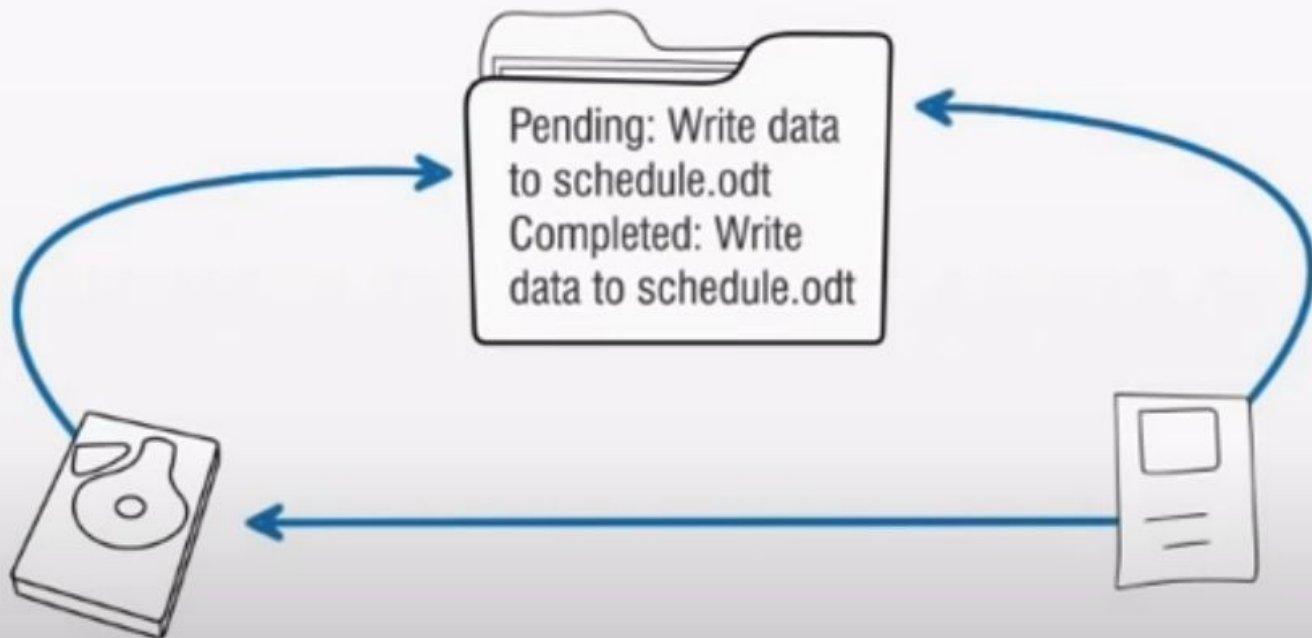 Pending: Write data
to schedule.odt
Completed: Write
data to schedule.odt